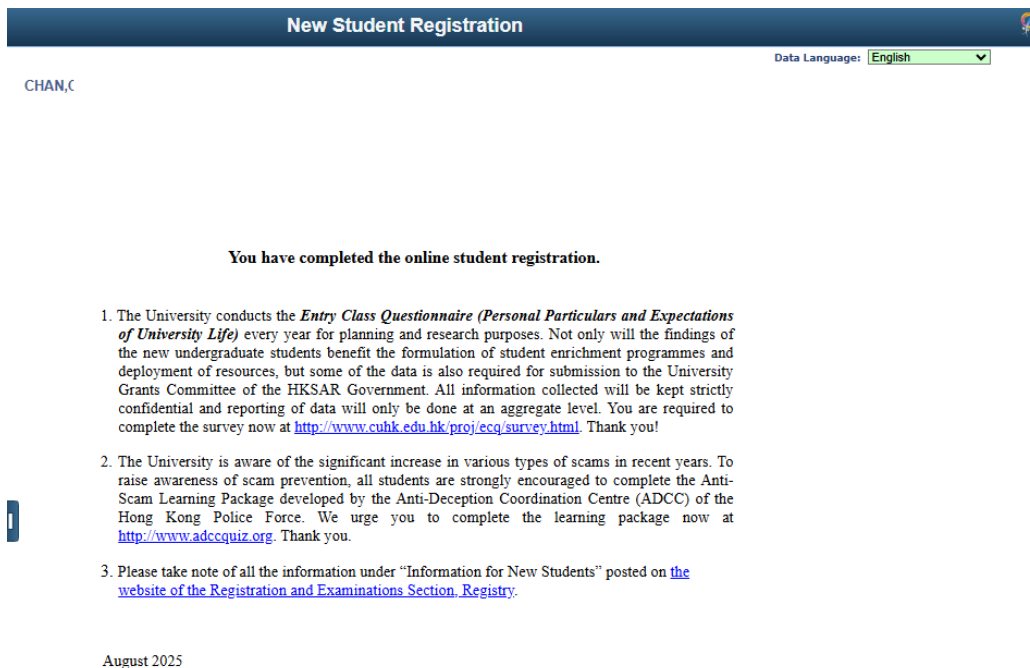 New Student Registration
Data Language: English
CHAN,C
You have completed the online student registration.
1. The University conducts the Entry Class Questionnaire (Personal Particulars and Expectations
of University Life) every year for planning and research purposes. Not only will the findings of
the new undergraduate students benefit the formulation of student enrichment programmes and
deployment of resources, but some of the data is also required for submission to the University
Grants Committee of the HKSAR Government. All information collected will be kept strictly
confidential and reporting of data will only be done at an aggregate level. You are required to
complete the survey now at http://www.cuhk.edu.hk/proj/ecq/survey.html. Thank you!
2. The University is aware of the significant increase in various types of scams in recent years. To
raise awareness of scam prevention, all students are strongly encouraged to complete the Anti-
Scam Learning Package developed by the Anti-Deception Coordination Centre (ADCC) of the
Hong Kong Police Force. We urge you to complete the learning package now at
http://www.adccquiz.org. Thank you.
3. Please take note of all the information under “Information for New Students” posted on the
website of the Registration and Examinations Section, Registry.
August 2025